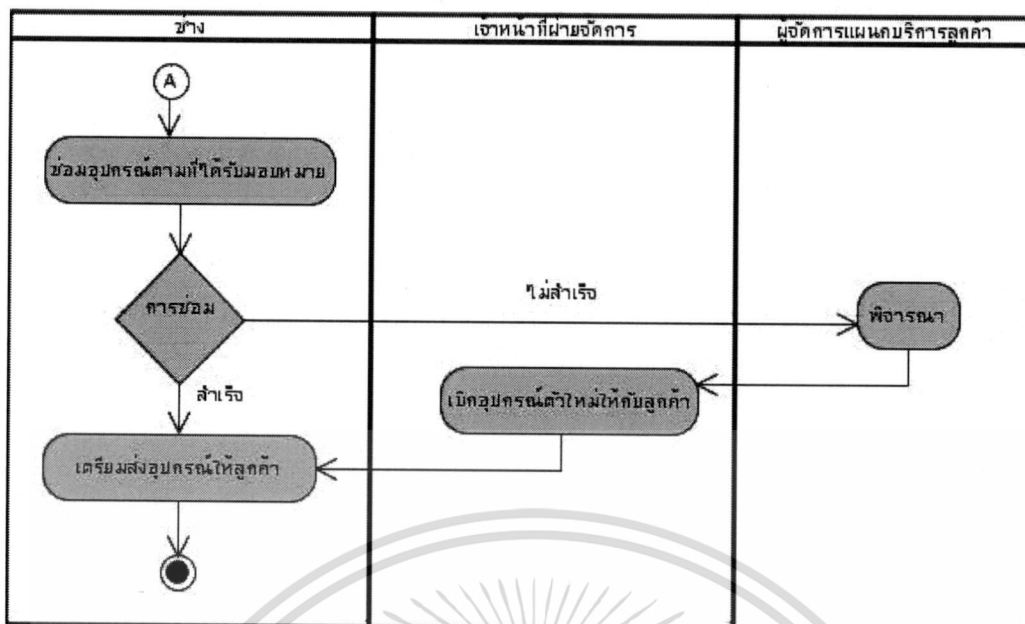 ช่าง
เจ้าหน้าที่ฝ่ายจัดการ
ผู้จัดการแผนกบริการลูกค้า
A
ซ่อมอุปกรณ์ตามที่ได้รับมอบหมาย
การซ่อม
ไม่สำเร็จ
พิจารณา
สำเร็จ
เบิกอุปกรณ์ตัวใหม่ให้กับลูกค้า
เตรียมส่งอุปกรณ์ให้ลูกค้า